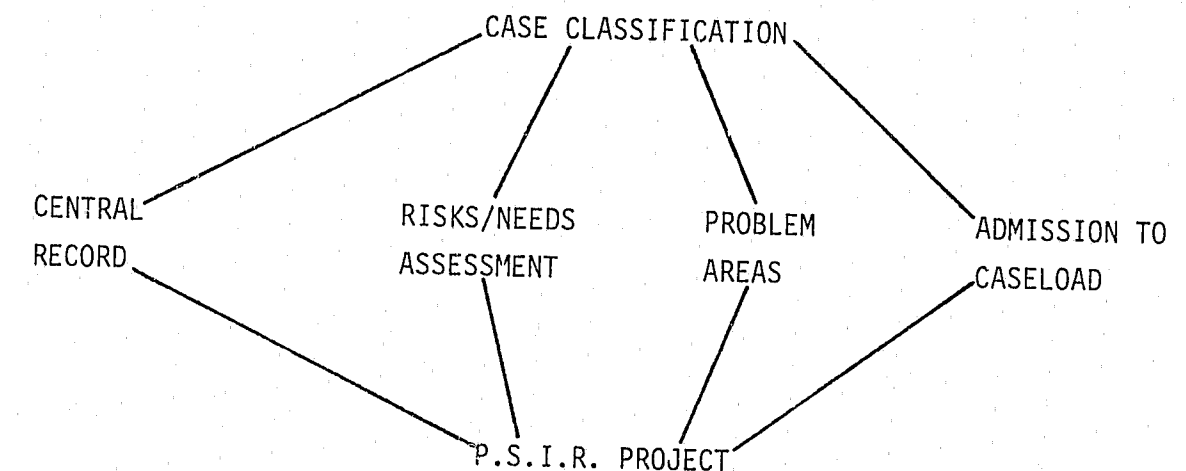 CASE CLASSIFICATION
CENTRAL
RECORD
RISKS/NEEDS
ASSESSMENT
PROBLEM
AREAS
ADMISSION TO
CASELOAD
P.S.I.R. PROJECT